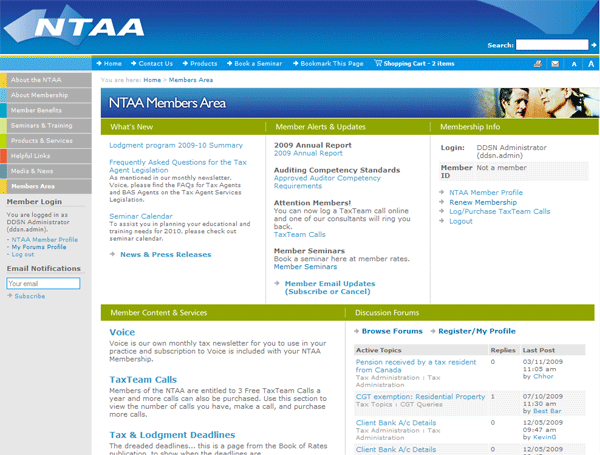 NTAA
Search:
Home
Contact Us
Products
Book a Seminar
Bookmark This Page
Shopping Cart - 2 items
A
A
About the NTAA
About Membership
Member Benefits
Seminars & Training
Products & Services
Helpful Links
Media & News
Members Area
Member Login
You are logged in as
DDSN Administrator
(ddsn.admin).
- NTAA Member Profile
- My Forums Profile
- Log out
Email Notifications
Your email
Subscribe
You are here: Home > Members Area
NTAA Members Area
What's New
Lodgment program 2009-10 Summary
Frequently Asked Questions for the Tax
Agent Legislation
As mentioned in our monthly newsletter,
Voice, please find the FAQs for Tax Agents
and BAS Agents on the Tax Agent Services
Legislation.
Seminar Calendar
To assist you in planning your educational and
training needs for 2010, please check out
seminar calendar.
News & Press Releases
Member Alerts & Updates
2009 Annual Report
2009 Annual Report
Auditing Competency Standards
Approved Auditor Competency
Requirements
Attention Members!
You can now log a TaxTeam call online
and one of our consultants will ring you
back.
TaxTeam Calls
Member Seminars
Book a seminar here at member rates.
Member Seminars
Member Email Updates
(Subscribe or Cancel)
Membership Info
Login: DDSN Administrator
(ddsn.admin)
Member Not a member
ID
NTAA Member Profile
Renew Membership
Log/Purchase TaxTeam Calls
Logout
Member Content & Services
Voice
Voice is our own monthly tax newsletter for you to use in your
practice and subscription to Voice is included with your NTAA
Membership.
TaxTeam Calls
Members of the NTAA are entitled to 3 Free TaxTeam Calls a
year and more calls can also be purchased. Use this section to
view the number of calls you have, make a call, and purchase
more calls.
Tax & Lodgment Deadlines
The dreaded deadlines... this is a page from the Book of Rates
publication, to show when the deadlines are
Discussion Forums
Browse Forums Register/My Profile
Active Topics Replies Last Post
Pension received by a tax resident 0 03/11/2009
from Canada 11:05 am
Tax Administration : Tax by Chhor
Administration
CGT exemption: Residential Property 1 07/10/2009
Tax Topics : CGT Queries 11:30 am
by Best Bar
Client Bank A/c Details 0 12/05/2009
Tax Administration : Tax 09:47 am
Administration by KevinG
Client Bank A/c Details 0 12/05/2009